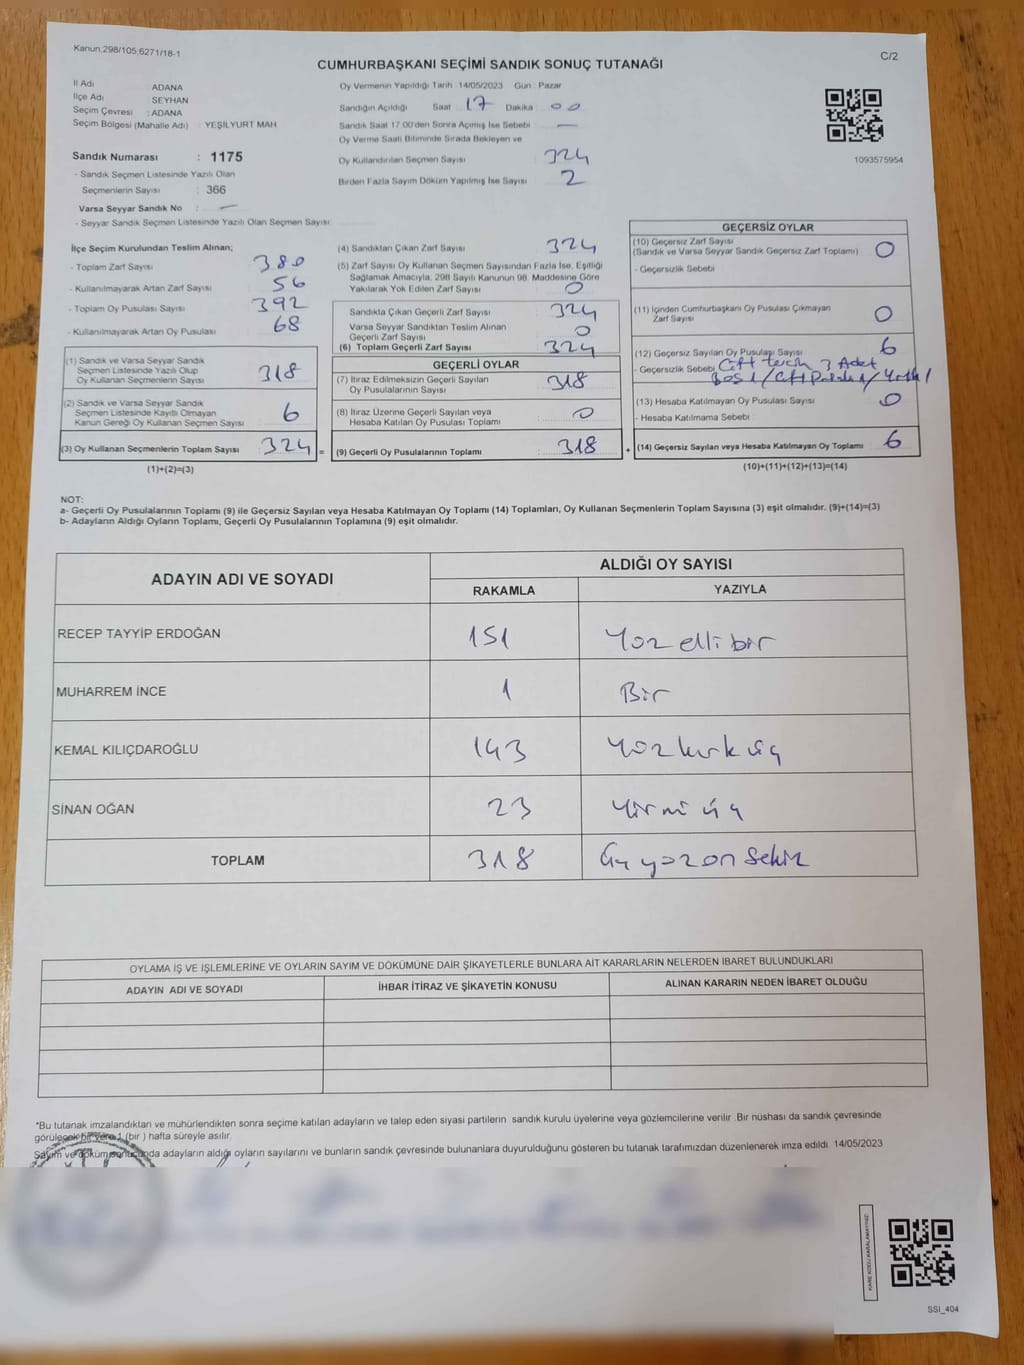 Kanun;298/105;6271/18-1
C/2
CUMHURBAŞKANI SEÇİMİ SANDIK SONUÇ TUTANAĞI
İl Adı ADANA
İlçe Adı SEYHAN
Seçim Çevresi : ADANA
Seçim Bölgesi (Mahalle Adı) : YEŞİLYURT MAH.
Oy Vermenin Yapıldığı Tarih :14/05/2023 Gün : Pazar
Sandığın Açıldığı Saat 17 Dakika 00
Sandık Saat 17:00'den Sonra Açımış İse Sebebi —
Oy Verme Saati Bitiminde Sırada Bekleyen ve
Oy Kullandırılan Seçmen Sayısı 324
Birden Fazla Sayım Döküm Yapılmış İse Sayısı 2
1093575954
Sandık Numarası : 1175
- Sandık Seçmen Listesinde Yazılı Olan
Seçmenlerin Sayısı : 366
Varsa Seyyar Sandık No : —
- Seyyar Sandık Seçmen Listesinde Yazılı Olan Seçmen Sayısı
İlçe Seçim Kurulundan Teslim Alınan;
- Toplam Zarf Sayısı 380
- Kullanılmayarak Artan Zarf Sayısı 56
- Toplam Oy Pusulası Sayısı 392
- Kullanılmayarak Artan Oy Pusulası 68
(1) Sandık ve Varsa Seyyar Sandık
Seçmen Listesinde Yazılı Olup
Oy Kullanan Seçmenlerin Sayısı 318
(2) Sandık ve Varsa Seyyar Sandık
Seçmen Listesinde Kayıtlı Olmayan
Kanun Gereği Oy Kullanan Seçmen Sayısı 6
(3) Oy Kullanan Seçmenlerin Toplam Sayısı 324 =
(1)+(2)=(3)
(4) Sandıktan Çıkan Zarf Sayısı 324
(5) Zarf Sayısı Oy Kullanan Seçmen Sayısından Fazla İse, Eşitliği
Sağlamak Amacıyla, 298 Sayılı Kanunun 98. Maddesine Göre
Yakılarak Yok Edilen Zarf Sayısı 0
Sandıkta Çıkan Geçerli Zarf Sayısı 324
Varsa Seyyar Sandıktan Teslim Alınan
Geçerli Zarf Sayısı 0
(6) Toplam Geçerli Zarf Sayısı 324
GEÇERLİ OYLAR
(7) İtiraz Edilmeksizin Geçerli Sayılan
Oy Pusulalarının Sayısı 318
(8) İtiraz Üzerine Geçerli Sayılan veya
Hesaba Katılan Oy Pusulaları Toplamı 0
(9) Geçerli Oy Pusulalarının Toplamı : 318 +
GEÇERSİZ OYLAR
(10) Geçersiz Zarf Sayısı
(Sandık ve Varsa Seyyar Sandık Geçersiz Zarf Toplamı) 0
- Geçersizlik Sebebi
(11) İçinden Cumhurbaşkanı Oy Pusulası Çıkmayan
Zarf Sayısı 0
(12) Geçersiz Sayılan Oy Pusulası Sayısı 6
- Geçersizlik Sebebi Çift tercih 3 Adet
Boş 1 / Çift
(13) Hesaba Katılmayan Oy Pusulası Sayısı 0
- Hesaba Katılmama Sebebi
(14) Geçersiz Sayılan veya Hesaba Katılmayan Oy Toplamı 6
(10)+(11)+(12)+(13)=(14)
NOT:
a- Geçerli Oy Pusulalarının Toplamı (9) ile Geçersiz Sayılan veya Hesaba Katılmayan Oy Toplamı (14) Toplamları, Oy Kullanan Seçmenlerin Toplam Sayısına (3) eşit olmalıdır. (9)+(14)=(3)
b- Adayların Aldığı Oyların Toplamı, Geçerli Oy Pusulalarının Toplamına (9) eşit olmalıdır.
ADAYIN ADI VE SOYADI ALDIĞI OY SAYISI
RAKAMLA YAZIYLA
RECEP TAYYİP ERDOĞAN 151 Yüz elli bir
MUHARREM İNCE 1 Bir
KEMAL KILIÇDAROĞLU 143 Yüz kırk üç
SİNAN OĞAN 23 Yirmi üç
TOPLAM 318 Üç yüz on sekiz
OYLAMA İŞ VE İŞLEMLERİNE VE OYLARIN SAYIM VE DÖKÜMÜNE DAİR ŞİKAYETLERLE BUNLARA AİT KARARLARIN NELERDEN İBARET BULUNDUKLARI
ADAYIN ADI VE SOYADI İHBAR İTİRAZ VE ŞİKAYETİN KONUSU ALINAN KARARIN NEDEN İBARET OLDUĞU
*Bu tutanak imzalandıktan ve mühürlendikten sonra seçime katılan adayların ve talep eden siyasi partilerin sandık kurulu üyelerine veya gözlemcilerine verilir .Bir nüshası da sandık çevresinde
görülecek bir yere 1 (bir ) hafta süreyle asılır.
Sayım ve döküm sonucunda adayların aldığı oyların sayılarını ve bunların sandık çevresinde bulunanlara duyurulduğunu gösteren bu tutanak tarafımızdan düzenlenerek imza edildi. 14/05/2023
KARE KODU KARALAMAYINIZ!
SSI_404